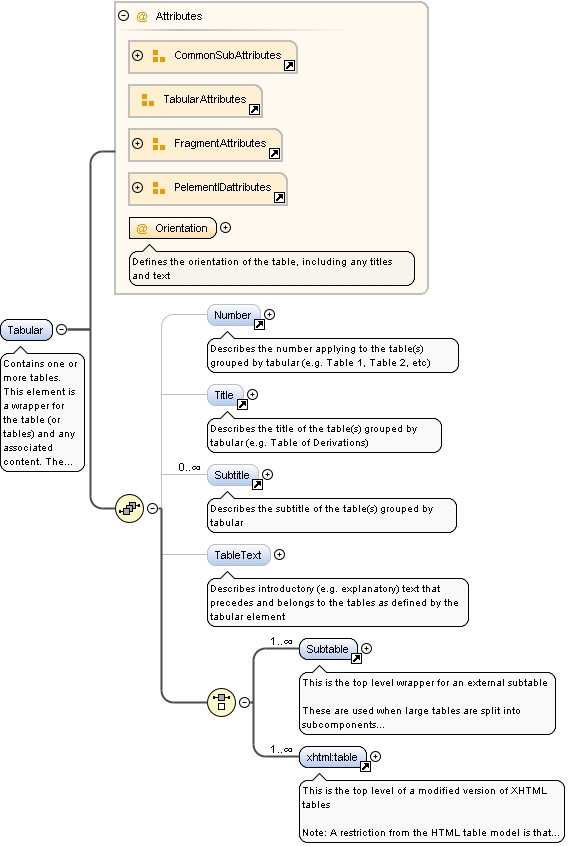 @ Attributes
CommonSubAttributes
TabularAttributes
FragmentAttributes
PelementIDattributes
@ Orientation
Defines the orientation of the table, including any titles
and text
Tabular
Contains one or
more tables.
This element is
a wrapper for
the table (or
tables) and any
associated
content. The...
Number
Describes the number applying to the table(s)
grouped by tabular (e.g. Table 1, Table 2, etc)
Title
Describes the title of the table(s) grouped by
tabular (e.g. Table of Derivations)
0..∞
Subtitle
Describes the subtitle of the table(s) grouped by
tabular
TableText
Describes introductory (e.g. explanatory) text that
precedes and belongs to the tables as defined by the
tabular element
1..∞
Subtable
This is the top level wrapper for an external subtable
These are used when large tables are split into
subcomponents...
1..∞
xhtml:table
This is the top level of a modified version of XHTML
tables
Note: A restriction from the HTML table model is that...